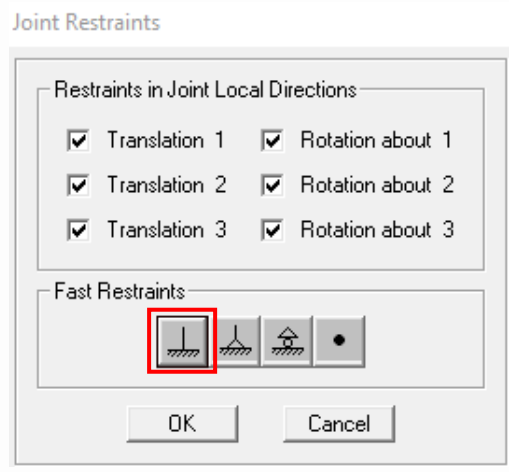 Joint Restraints
Restraints in Joint Local Directions
Translation 1 Rotation about 1
Translation 2 Rotation about 2
Translation 3 Rotation about 3
Fast Restraints
OK Cancel